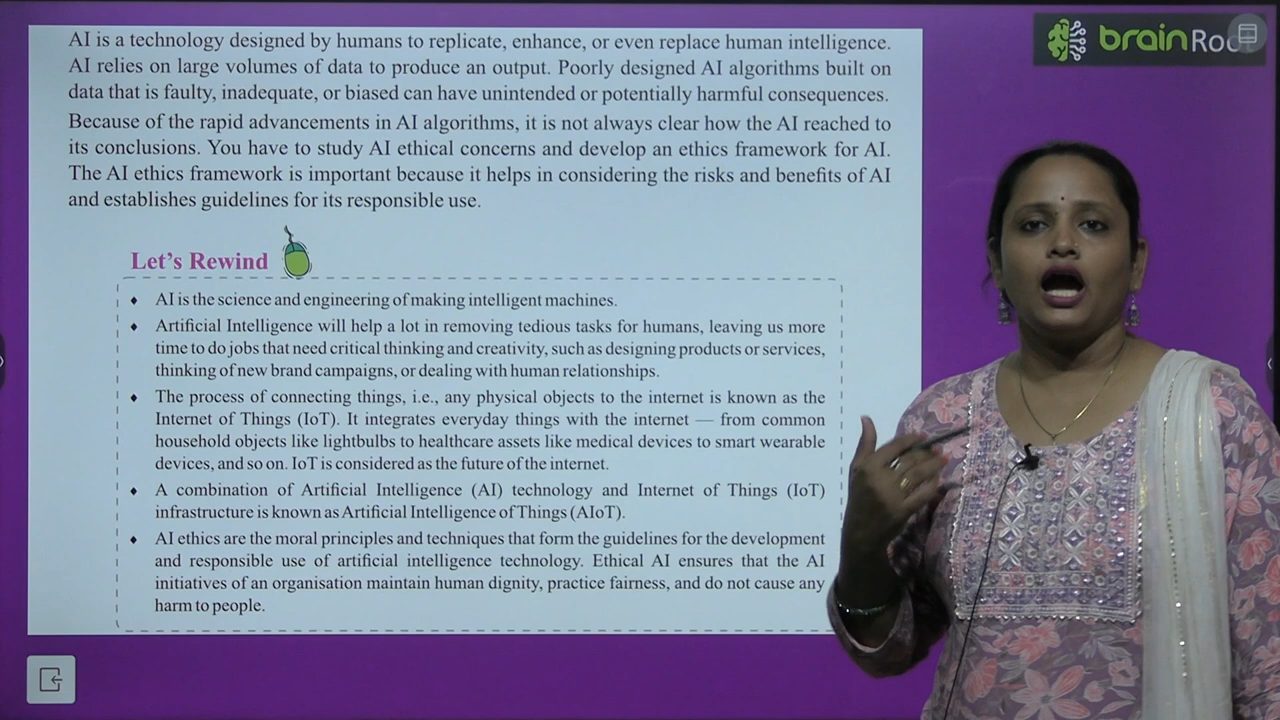 AI is a technology designed by humans to replicate, enhance, or even replace human intelligence.
AI relies on large volumes of data to produce an output. Poorly designed AI algorithms built on
data that is faulty, inadequate, or biased can have unintended or potentially harmful consequences.
Because of the rapid advancements in AI algorithms, it is not always clear how the AI reached to
its conclusions. You have to study AI ethical concerns and develop an ethics framework for AI.
The AI ethics framework is important because it helps in considering the risks and benefits of AI
and establishes guidelines for its responsible use.
Let's Rewind
♦ AI is the science and engineering of making intelligent machines.
♦ Artificial Intelligence will help a lot in removing tedious tasks for humans, leaving us more
time to do jobs that need critical thinking and creativity, such as designing products or services,
thinking of new brand campaigns, or dealing with human relationships.
♦ The process of connecting things, i.e., any physical objects to the internet is known as the
Internet of Things (IoT). It integrates everyday things with the internet — from common
household objects like lightbulbs to healthcare assets like medical devices to smart wearable
devices, and so on. IoT is considered as the future of the internet.
♦ A combination of Artificial Intelligence (AI) technology and Internet of Things (IoT)
infrastructure is known as Artificial Intelligence of Things (AIoT).
♦ AI ethics are the moral principles and techniques that form the guidelines for the development
and responsible use of artificial intelligence technology. Ethical AI ensures that the AI
initiatives of an organisation maintain human dignity, practice fairness, and do not cause any
harm to people.
brain